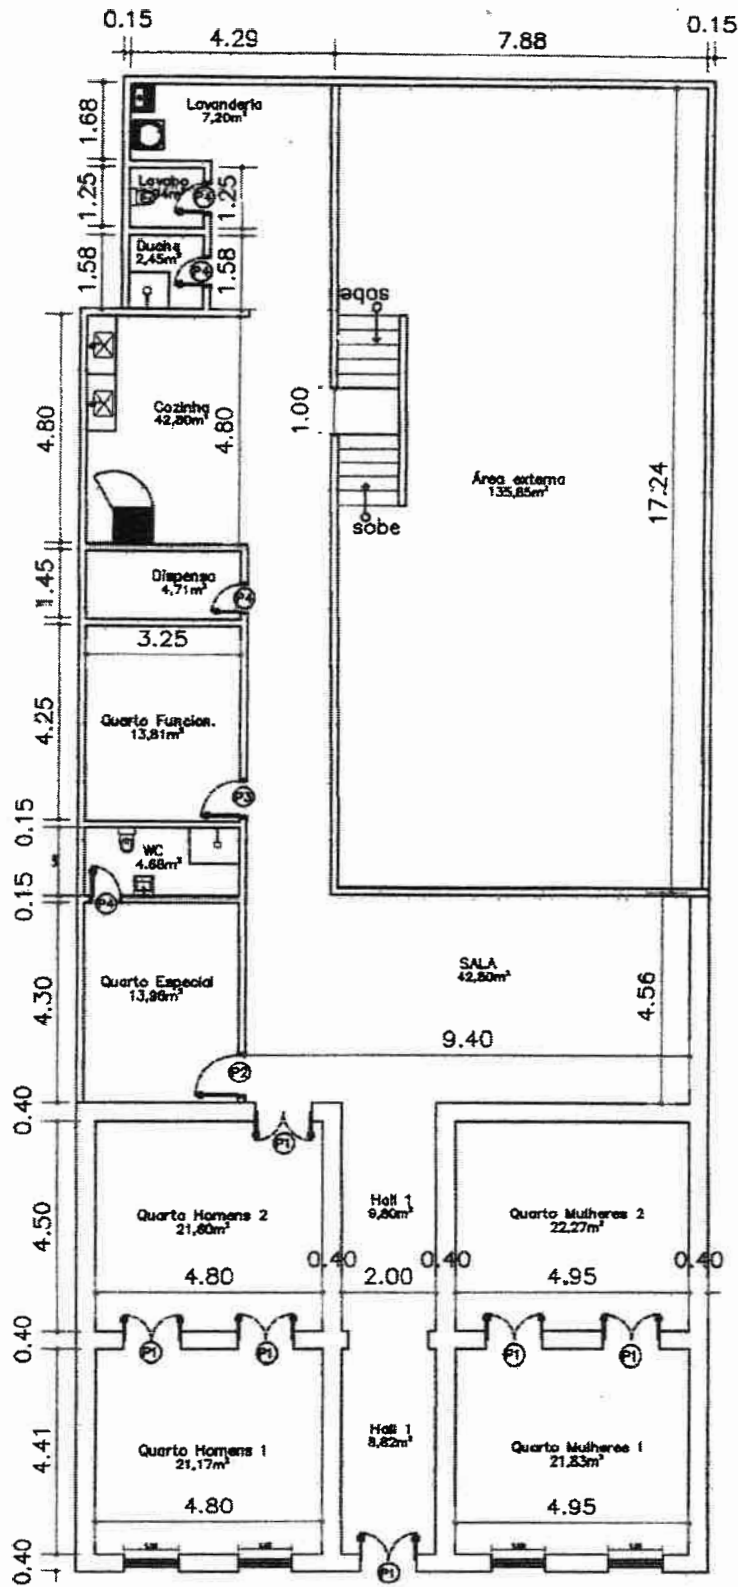 0.15
0.15
4.29
7.88
Lavanderia
7,20m²
1.68
Lavabo
P4
1.25
1.25
Ducha
2,45m²
P4
1.58
1.58
sobe
Cozinha
42,80m²
4.80
4.80
1.00
Área externa
135,85m²
17.24
sobe
Dispensa
4,71m²
P4
1.45
3.25
Quarto Funcion.
13,81m²
4.25
P3
0.15
WC
4.68m²
P4
0.15
SALA
42,80m²
Quarto Especial
13,98m²
4.30
4.56
9.40
P2
0.40
P1
Quarto Homens 2
21,60m²
Hall 1
9,80m²
Quarto Mulheres 2
22,27m²
4.50
0.40
0.40
0.40
4.80
2.00
4.95
0.40
P1
P1
P1
P1
Quarto Homens 1
21,17m²
Hall 1
8,82m²
Quarto Mulheres 1
21,83m²
4.41
4.80
4.95
0.40
P1